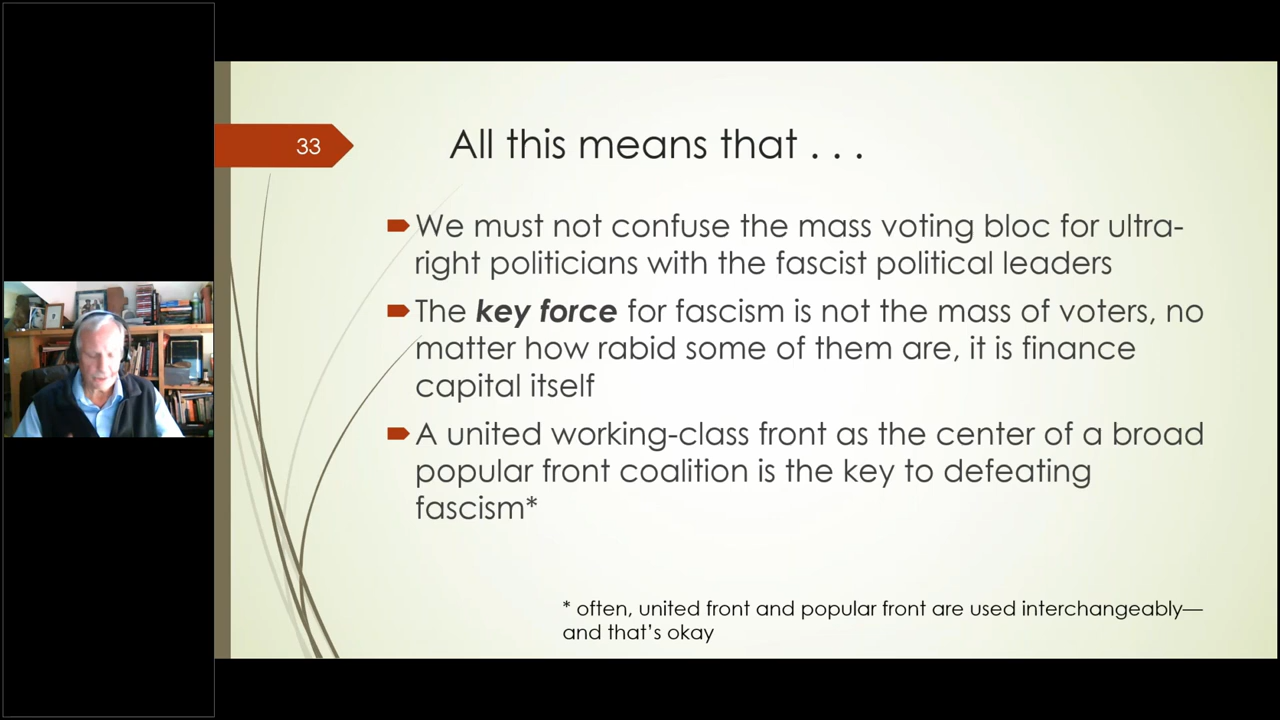 33
All this means that . . .
We must not confuse the mass voting bloc for ultra-
right politicians with the fascist political leaders
The key force for fascism is not the mass of voters, no
matter how rabid some of them are, it is finance
capital itself
A united working-class front as the center of a broad
popular front coalition is the key to defeating
fascism*
* often, united front and popular front are used interchangeably—
and that's okay